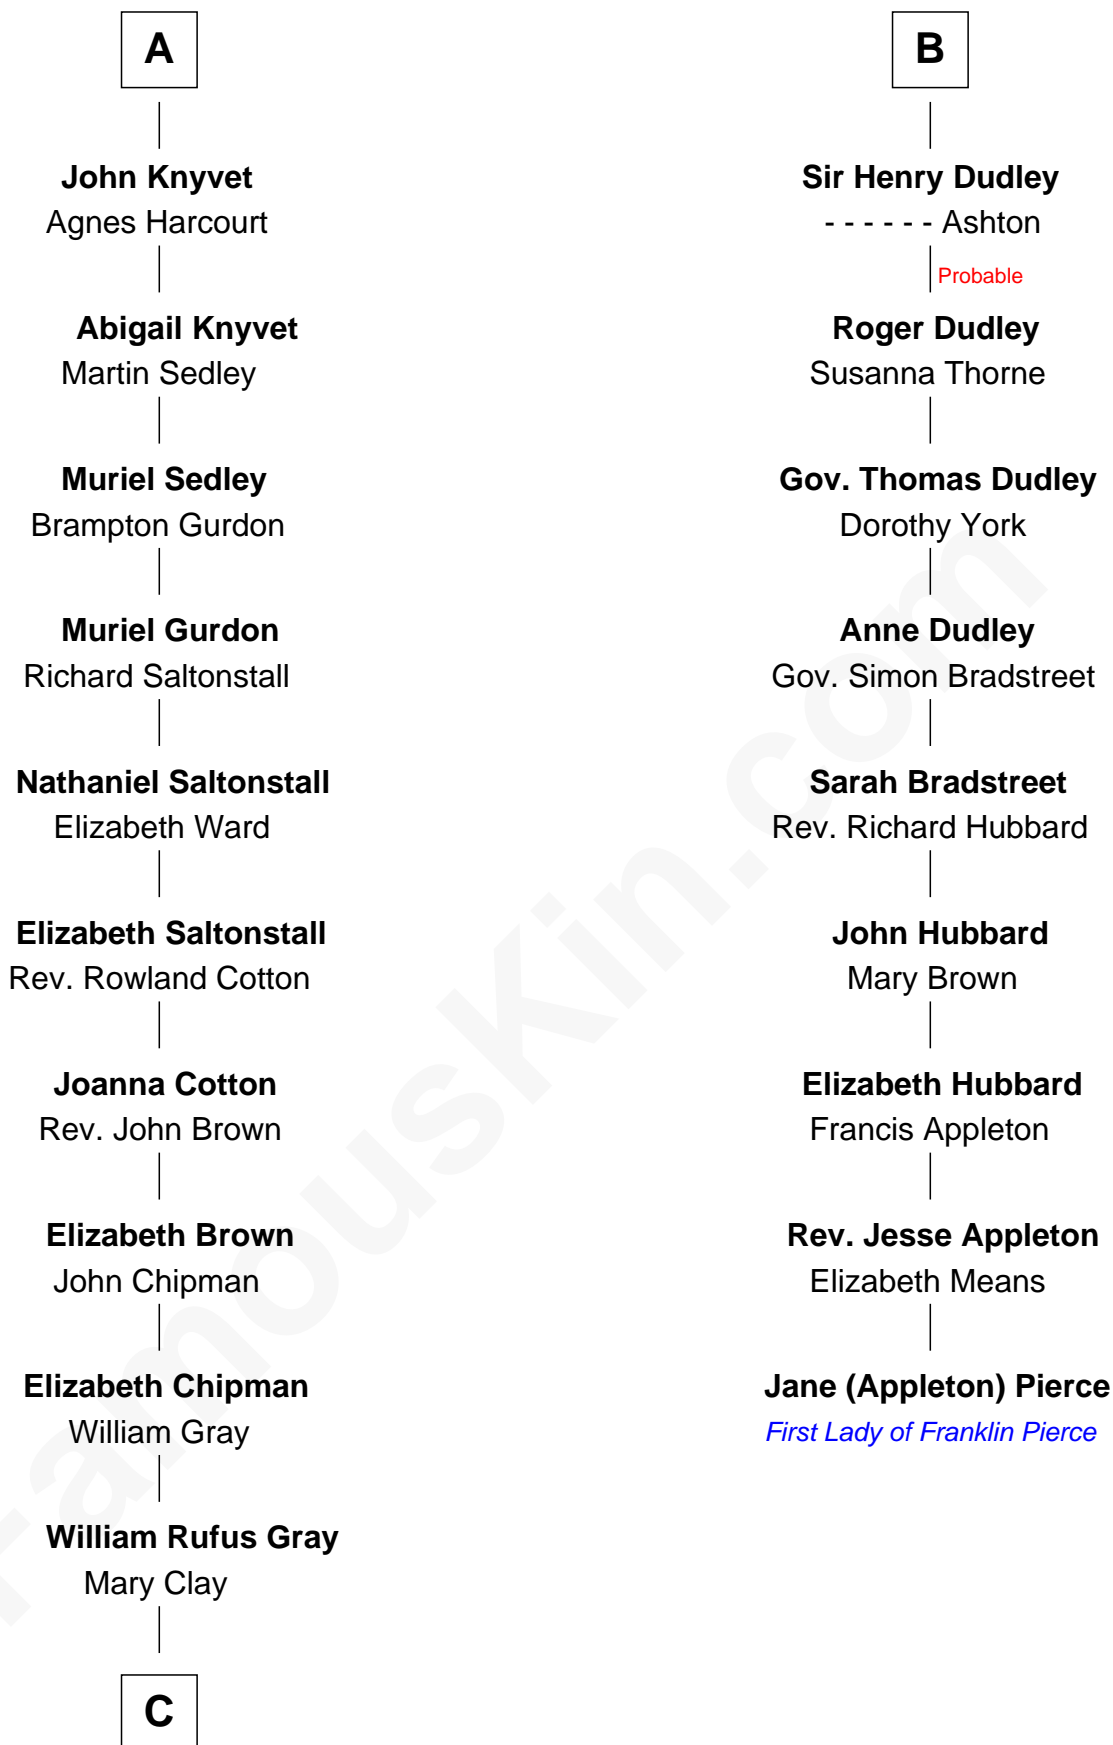 A
John Knyvet
Agnes Harcourt
Abigail Knyvet
Martin Sedley
Muriel Sedley
Brampton Gurdon
Muriel Gurdon
Richard Saltonstall
Nathaniel Saltonstall
Elizabeth Ward
Elizabeth Saltonstall
Rev. Rowland Cotton
Joanna Cotton
Rev. John Brown
Elizabeth Brown
John Chipman
Elizabeth Chipman
William Gray
William Rufus Gray
Mary Clay
C
B
Sir Henry Dudley
- - - - - - Ashton
Probable
Roger Dudley
Susanna Thorne
Gov. Thomas Dudley
Dorothy York
Anne Dudley
Gov. Simon Bradstreet
Sarah Bradstreet
Rev. Richard Hubbard
John Hubbard
Mary Brown
Elizabeth Hubbard
Francis Appleton
Rev. Jesse Appleton
Elizabeth Means
Jane (Appleton) Pierce
First Lady of Franklin Pierce
FamousKin.com